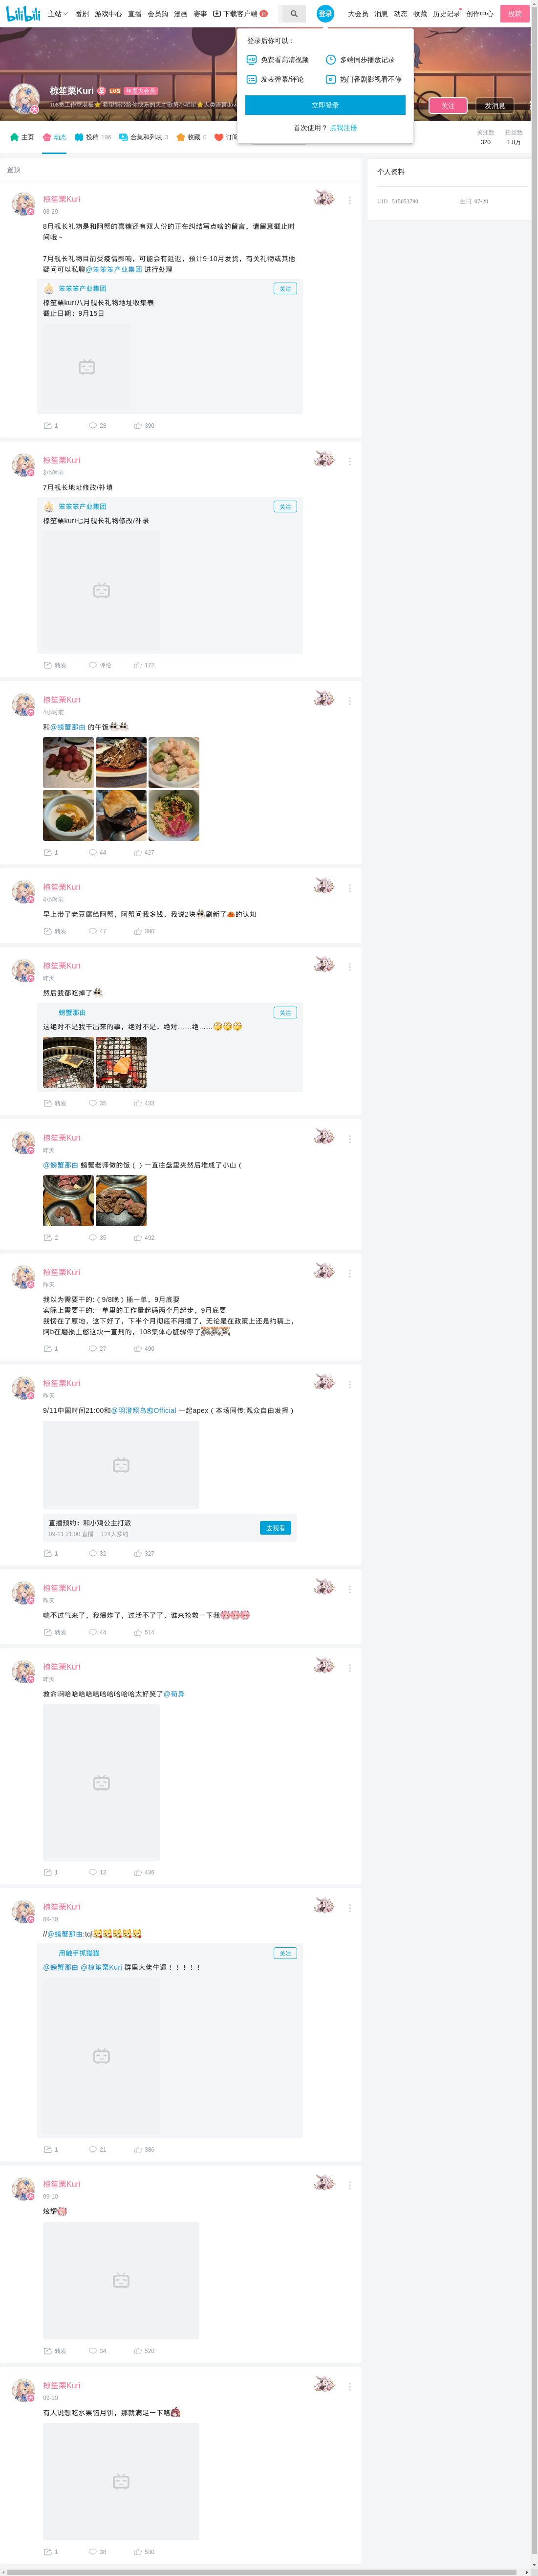 bilibili
主站 番剧 游戏中心 直播 会员购 漫画 赛事 下载客户端
登录
大会员 消息 动态 收藏 历史记录 创作中心 投稿
登录后你可以：
免费看高清视频 多端同步播放记录
发表弹幕/评论 热门番剧影视看不停
立即登录
首次使用？ 点我注册
椋笙栗Kuri LV5 年度大会员
关注 发消息
主页 动态 投稿 196 合集和列表 3 收藏 0 订阅
关注数 粉丝数
320 1.8万
置顶
个人资料
UID 515053790 生日 07-20
椋笙栗Kuri
08-29
8月舰长礼物是和阿蟹的喜糖还有双人份的正在纠结写点啥的留言，请留意截止时
间哦～
7月舰长礼物目前受疫情影响，可能会有延迟，预计9-10月发货，有关礼物或其他
疑问可以私聊@笨笨笨产业集团 进行处理
笨笨笨产业集团 关注
椋笙栗kuri八月舰长礼物地址收集表
截止日期：9月15日
1 28 390
椋笙栗Kuri
3小时前
7月舰长地址修改/补填
笨笨笨产业集团 关注
椋笙栗kuri七月舰长礼物修改/补录
转发 评论 172
椋笙栗Kuri
4小时前
和@螃蟹那由 的午饭
1 44 427
椋笙栗Kuri
4小时前
早上带了老豆腐给阿蟹，阿蟹问我多钱，我说2块刷新了的认知
转发 47 390
椋笙栗Kuri
昨天
然后我都吃掉了
螃蟹那由 关注
这绝对不是我干出来的事，绝对不是，绝对……绝……
转发 35 433
椋笙栗Kuri
昨天
@螃蟹那由 螃蟹老师做的饭（ ）一直往盘里夹然后堆成了小山（
2 35 492
椋笙栗Kuri
昨天
我以为需要干的:（ 9/8晚 ）插一单，9月底要
实际上需要干的:一单里的工作量起码两个月起步，9月底要
我愣在了原地，这下好了，下半个月彻底不用播了，无论是在政策上还是约稿上，
阿b在磨损主憋这块一直刑的，108集体心脏骤停了
1 27 490
椋笙栗Kuri
昨天
9/11中国时间21:00和@羽澄照鸟愈Official 一起apex（ 本场同传:观众自由发挥 ）
直播预约：和小鸡公主打派
09-11 21:00 直播 124人预约
去观看
1 32 327
椋笙栗Kuri
昨天
喘不过气来了，我爆炸了，过活不了了，谁来抢救一下我
转发 44 514
椋笙栗Kuri
昨天
救命啊哈哈哈哈哈哈哈哈哈哈太好笑了@萄异
1 13 436
椋笙栗Kuri
09-10
//@螃蟹那由:tql
用触手抓猫猫 关注
@螃蟹那由 @椋笙栗Kuri 群里大佬牛逼！！！！！
1 21 386
椋笙栗Kuri
09-10
炫耀
转发 34 520
椋笙栗Kuri
09-10
有人说想吃水果馅月饼，那就满足一下咯
1 38 530